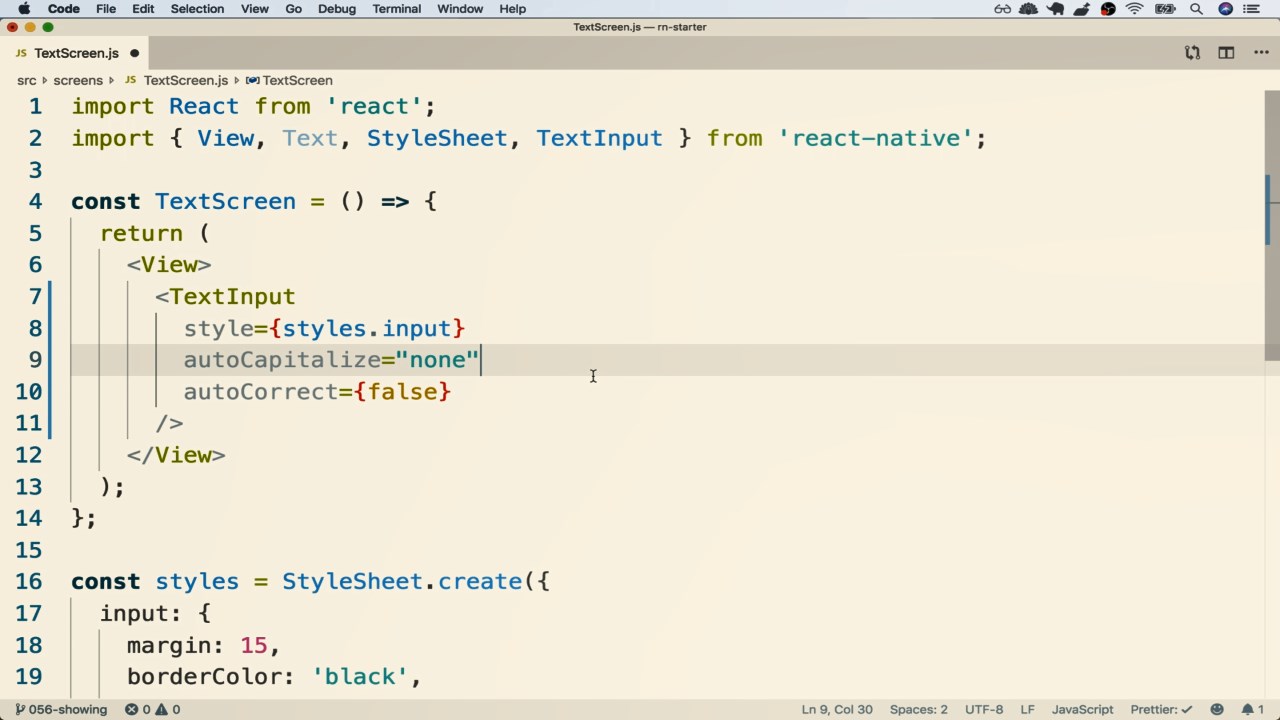 Code File Edit Selection View Go Debug Terminal Window Help
TextScreen.js — rn-starter
JS TextScreen.js
src screens JS TextScreen.js TextScreen
1 import React from 'react';
2 import { View, Text, StyleSheet, TextInput } from 'react-native';
3
4 const TextScreen = () => {
5 return (
6 <View>
7 <TextInput
8 style={styles.input}
9 autoCapitalize="none"
10 autoCorrect={false}
11 />
12 </View>
13 );
14 };
15
16 const styles = StyleSheet.create({
17 input: {
18 margin: 15,
19 borderColor: 'black',
056-showing 0 0 Ln 9, Col 30 Spaces: 2 UTF-8 LF JavaScript Prettier: 1